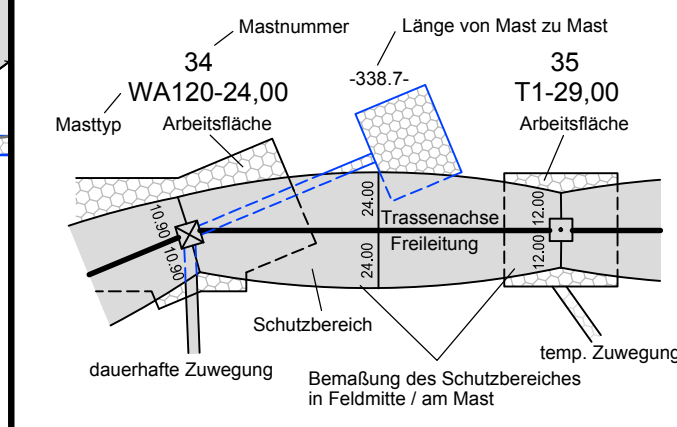 Mastnummer
Länge von Mast zu Mast
34
-338.7-
35
WA120-24,00
T1-29,00
Masttyp
Arbeitsfläche
Arbeitsfläche
10.90
10.90
24.00
24.00
Trassenachse
Freileitung
12.00
12.00
Schutzbereich
dauerhafte Zuwegung
temp. Zuwegung
Bemaßung des Schutzbereiches
in Feldmitte / am Mast